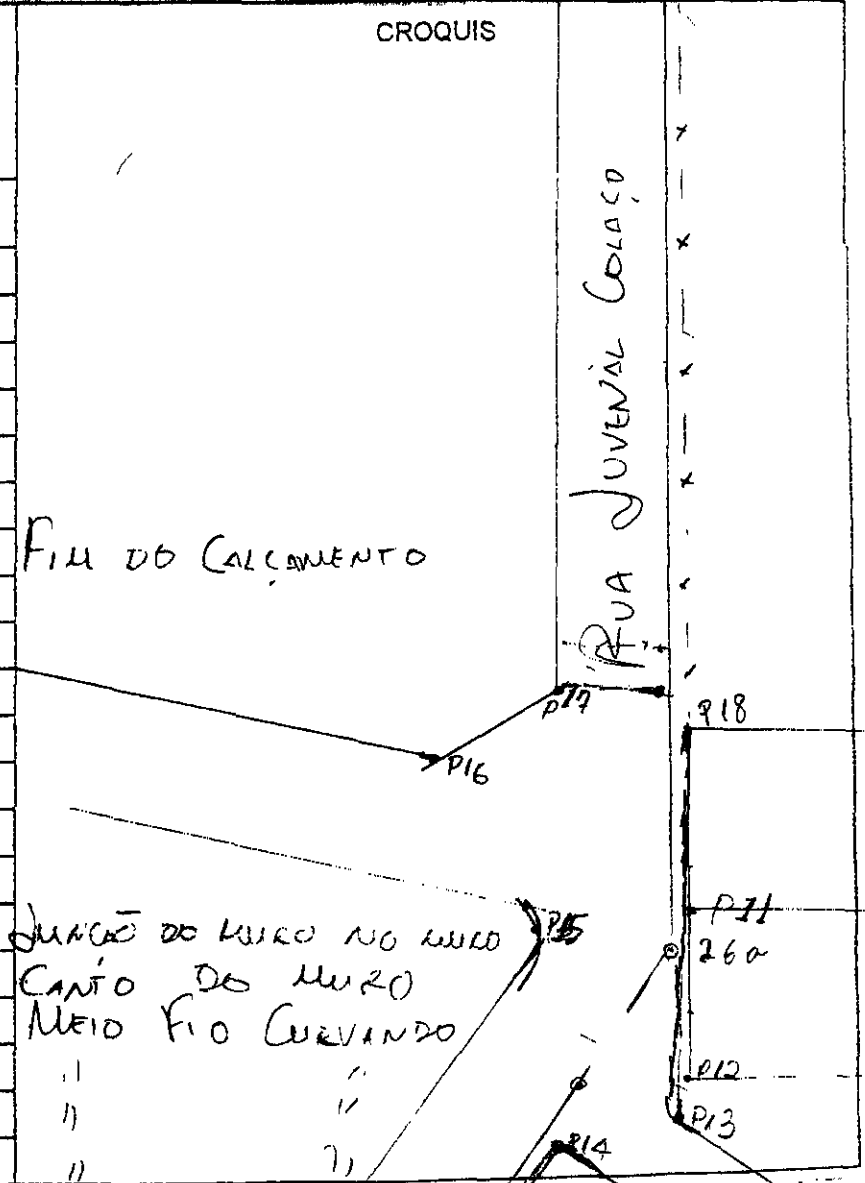 CROQUIS
RUA JUVENAL COLAÇO
FIM DO CALÇAMENTO
P17
P18
P16
P11
P15
26a
JUNÇÃO DO MURO NO MURO
CANTO DO MURO
MEIO FIO CURVANDO
" "
" "
" "
P12
P13
P14